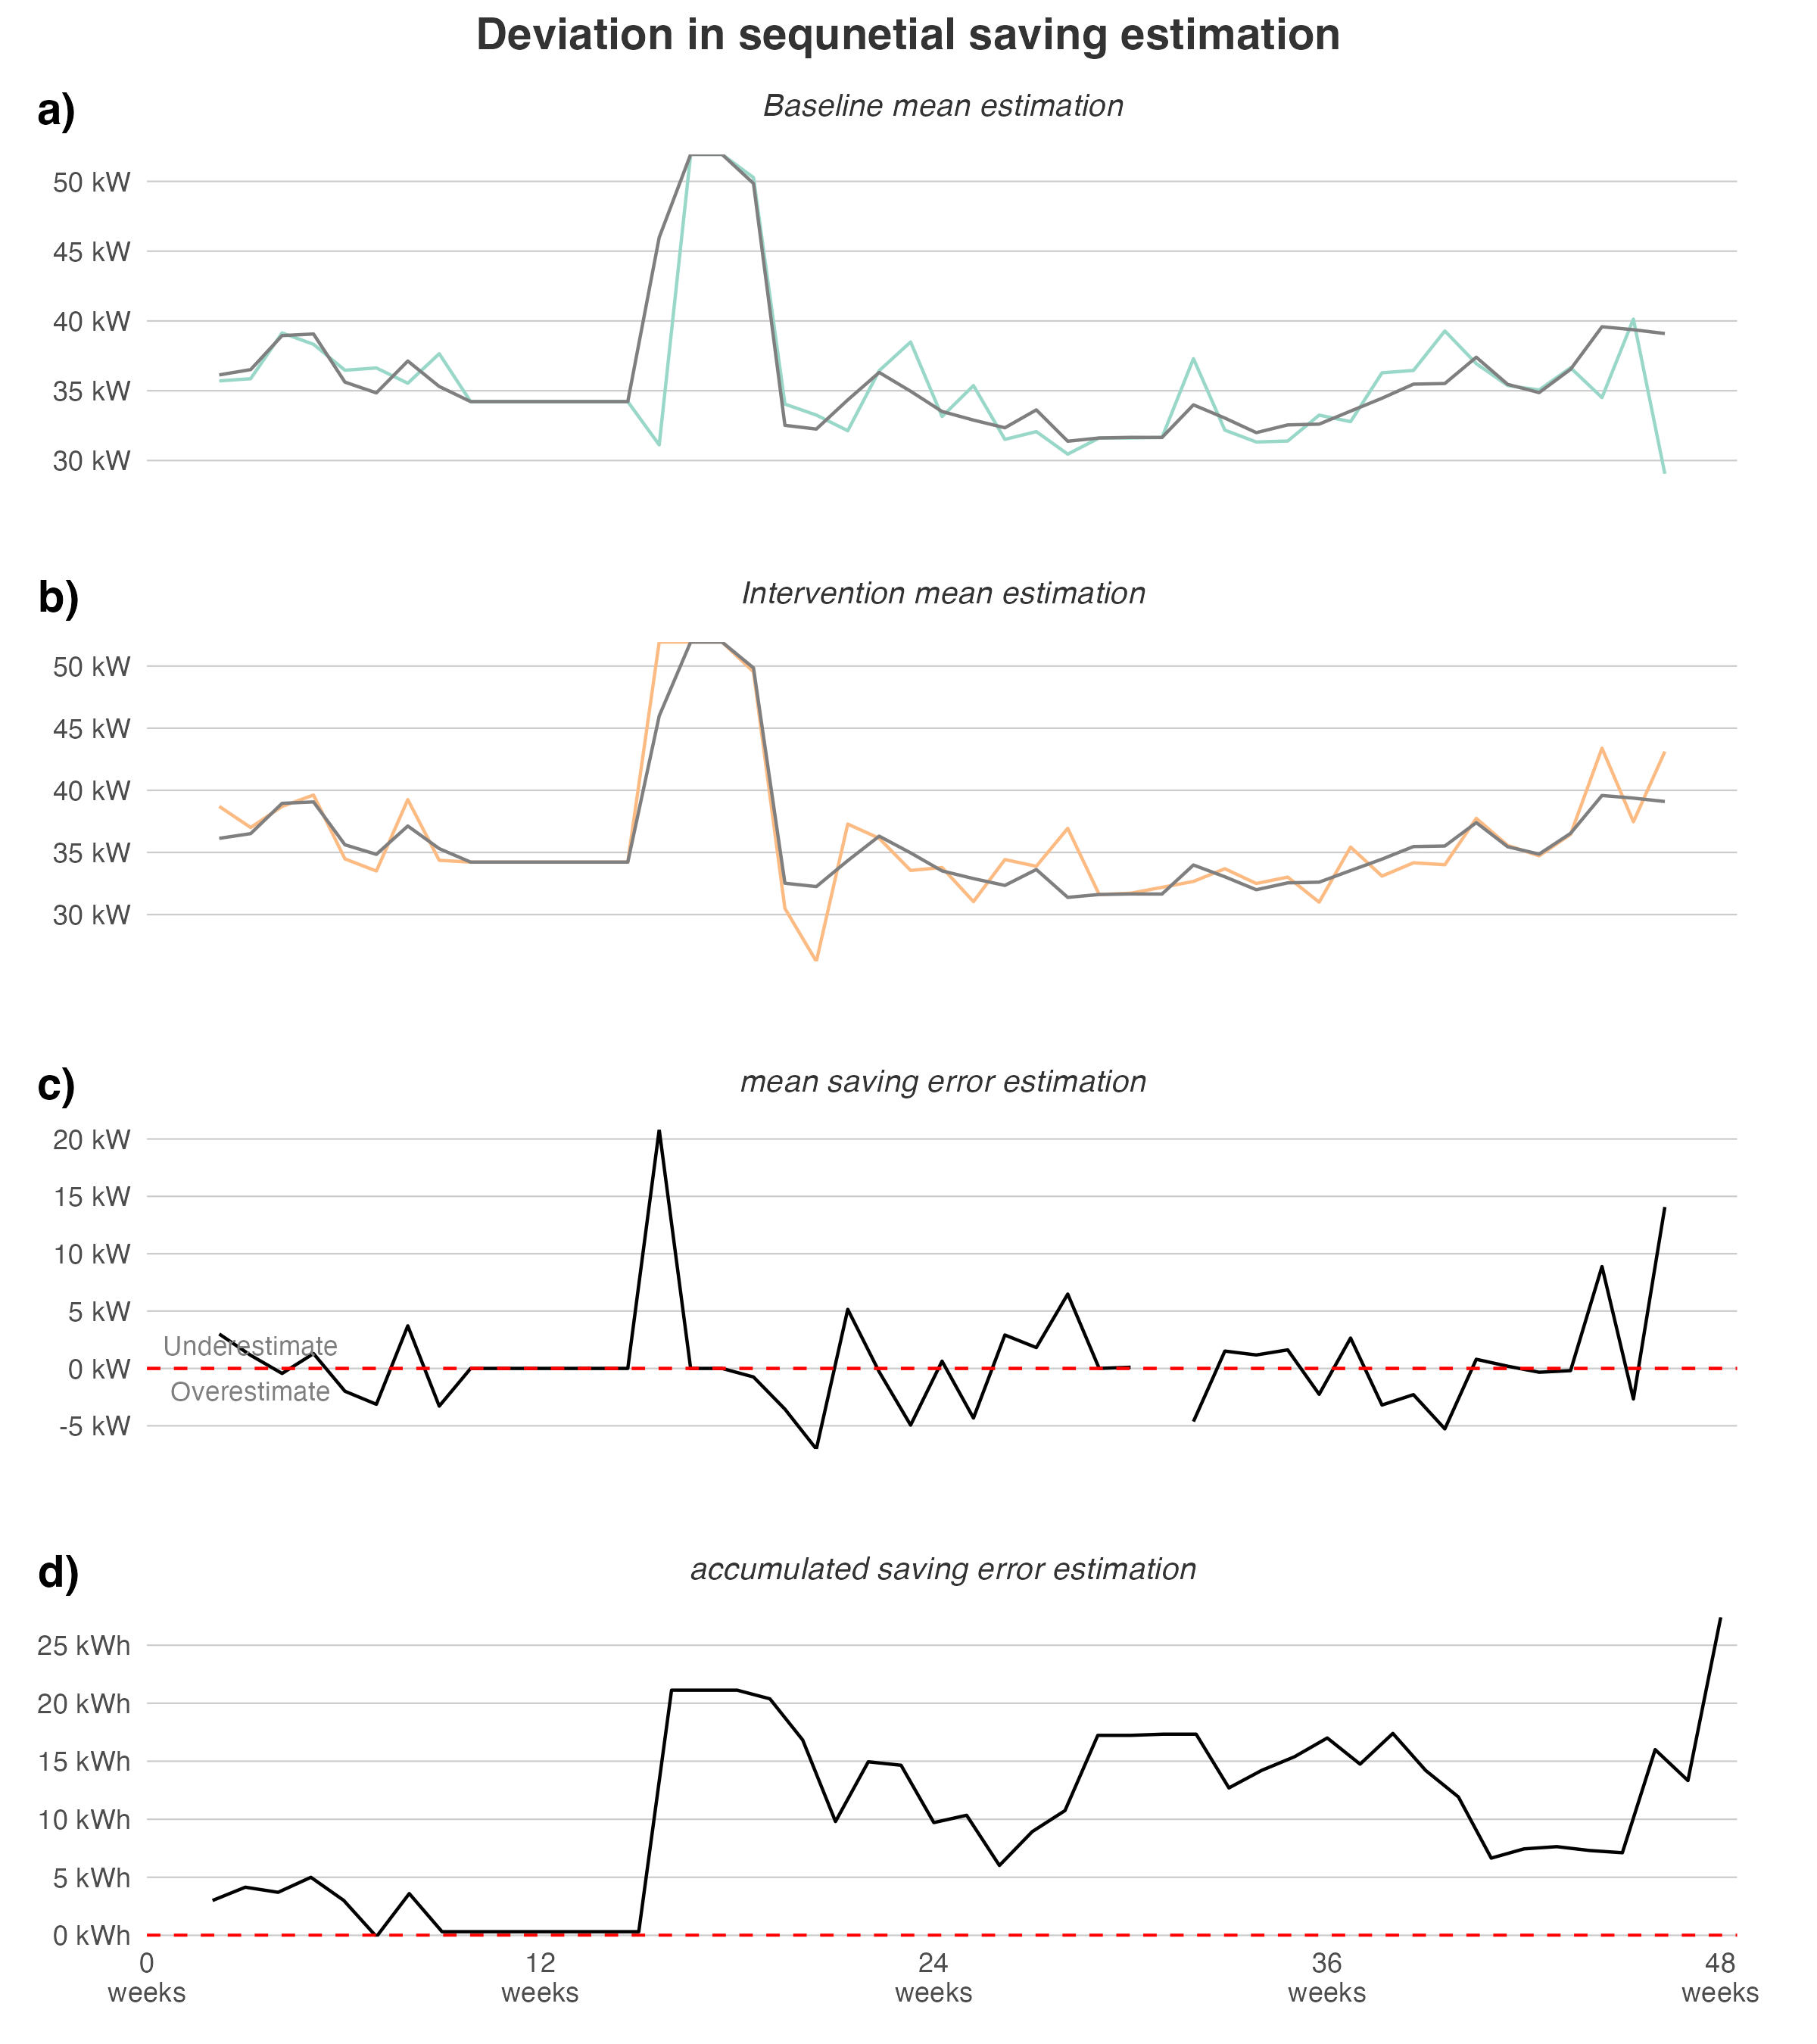 Deviation in sequnetial saving estimation
a)
Baseline mean estimation
50 kW
45 kW
40 kW
35 kW
30 kW
b)
Intervention mean estimation
50 kW
45 kW
40 kW
35 kW
30 kW
c)
mean saving error estimation
20 kW
15 kW
10 kW
5 kW
Underestimate
0 kW
Overestimate
-5 kW
d)
accumulated saving error estimation
25 kWh
20 kWh
15 kWh
10 kWh
5 kWh
0 kWh
0 12 24 36 48
weeks weeks weeks weeks weeks